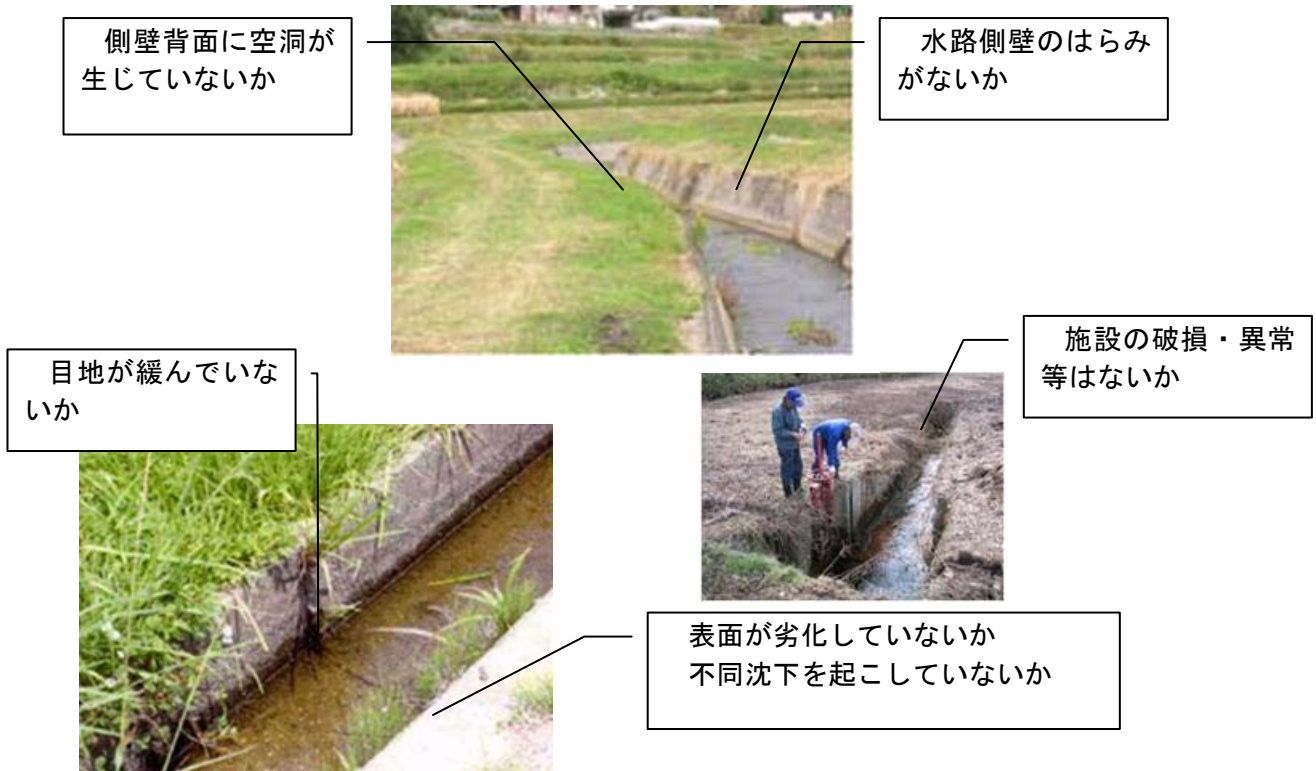 側壁背面に空洞が
生じていないか
水路側壁のはらみ
がないか
目地が緩んでいな
いか
施設の破損・異常
等はないか
表面が劣化していないか
不同沈下を起こしていないか